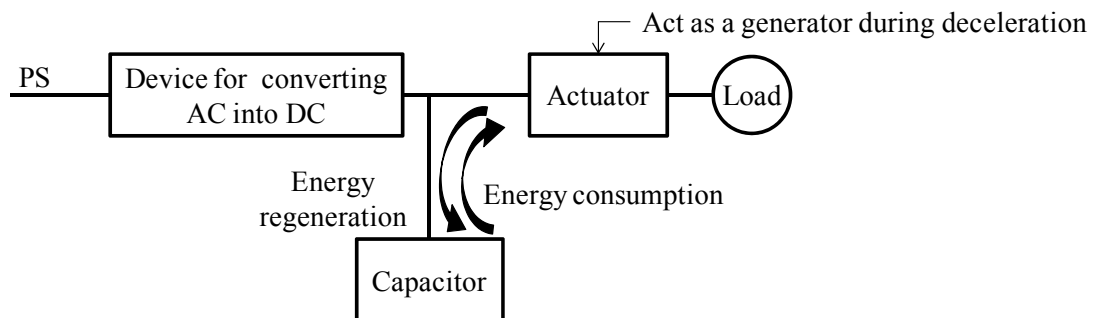 Act as a generator during deceleration
PS
Device for converting
AC into DC
Actuator
Load
Energy
regeneration
Energy consumption
Capacitor